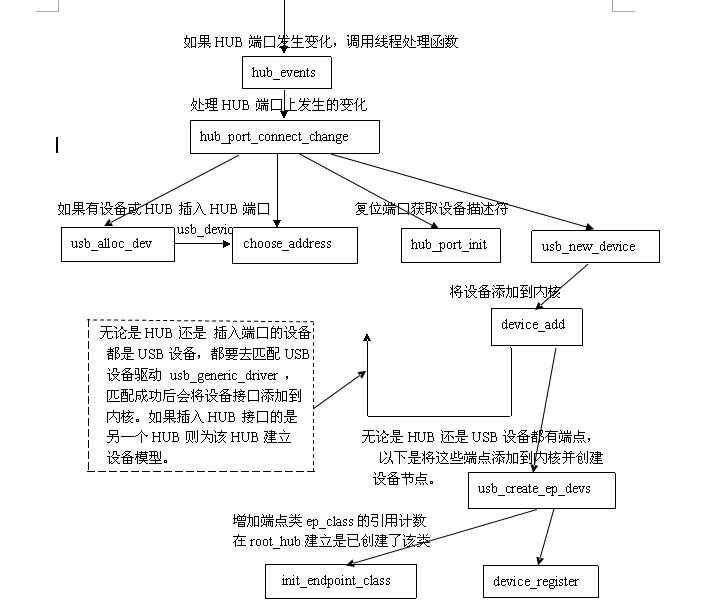 如果 HUB 端口发生变化，调用线程处理函数
hub_events
处理 HUB 端口上发生的变化
hub_port_connect_change
如果有设备或 HUB 插入 HUB 端口
复位端口获取设备描述符
usb_devic
usb_alloc_dev
choose_address
hub_port_init
usb_new_device
将设备添加到内核
device_add
无论是 HUB 还是 插入端口的设备
都是 USB 设备，都要去匹配 USB
设备驱动 usb_generic_driver，
匹配成功后会将设备接口添加到
内核。如果插入 HUB 接口的是
另一个 HUB 则为该 HUB 建立
设备模型。
无论是 HUB 还是 USB 设备都有端点，
以下是将这些端点添加到内核并创建
设备节点。
usb_create_ep_devs
增加端点类 ep_class 的引用计数
在 root_hub 建立是已创建了该类
init_endpoint_class
device_register